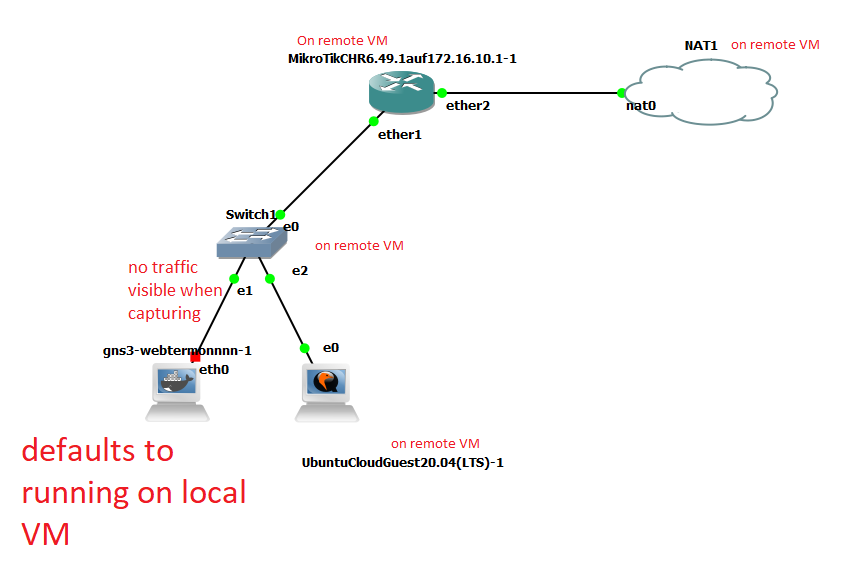 On remote VM
MikroTikCHR6.49.1auf172.16.10.1-1
NAT1 on remote VM
ether2
nat0
ether1
Switch1
e0
on remote VM
no traffic
visible when
capturing
e1
e2
gns3-webtermonnnn-1
eth0
e0
defaults to
running on local
VM
on remote VM
UbuntuCloudGuest20.04(LTS)-1